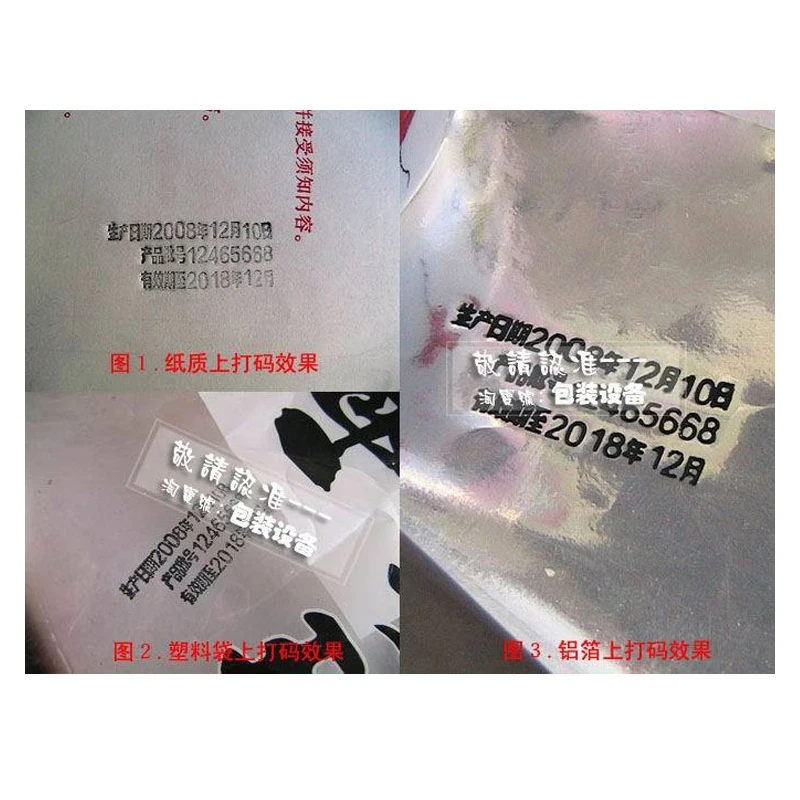 并接受须知内容。
生产日期2008年12月10日
产品批号12465668
有效期至2018年12月
图1.纸质上打码效果
敬請認准---
淘寶號:包装设备
生产日期2008年1
产品批号12465
有效期至2018
图2.塑料袋上打码效果
生产日期2008年12月10日
敬請認准---
淘寶號:包装设备
2465668
有效期至2018年12月
图3.铝箔上打码效果